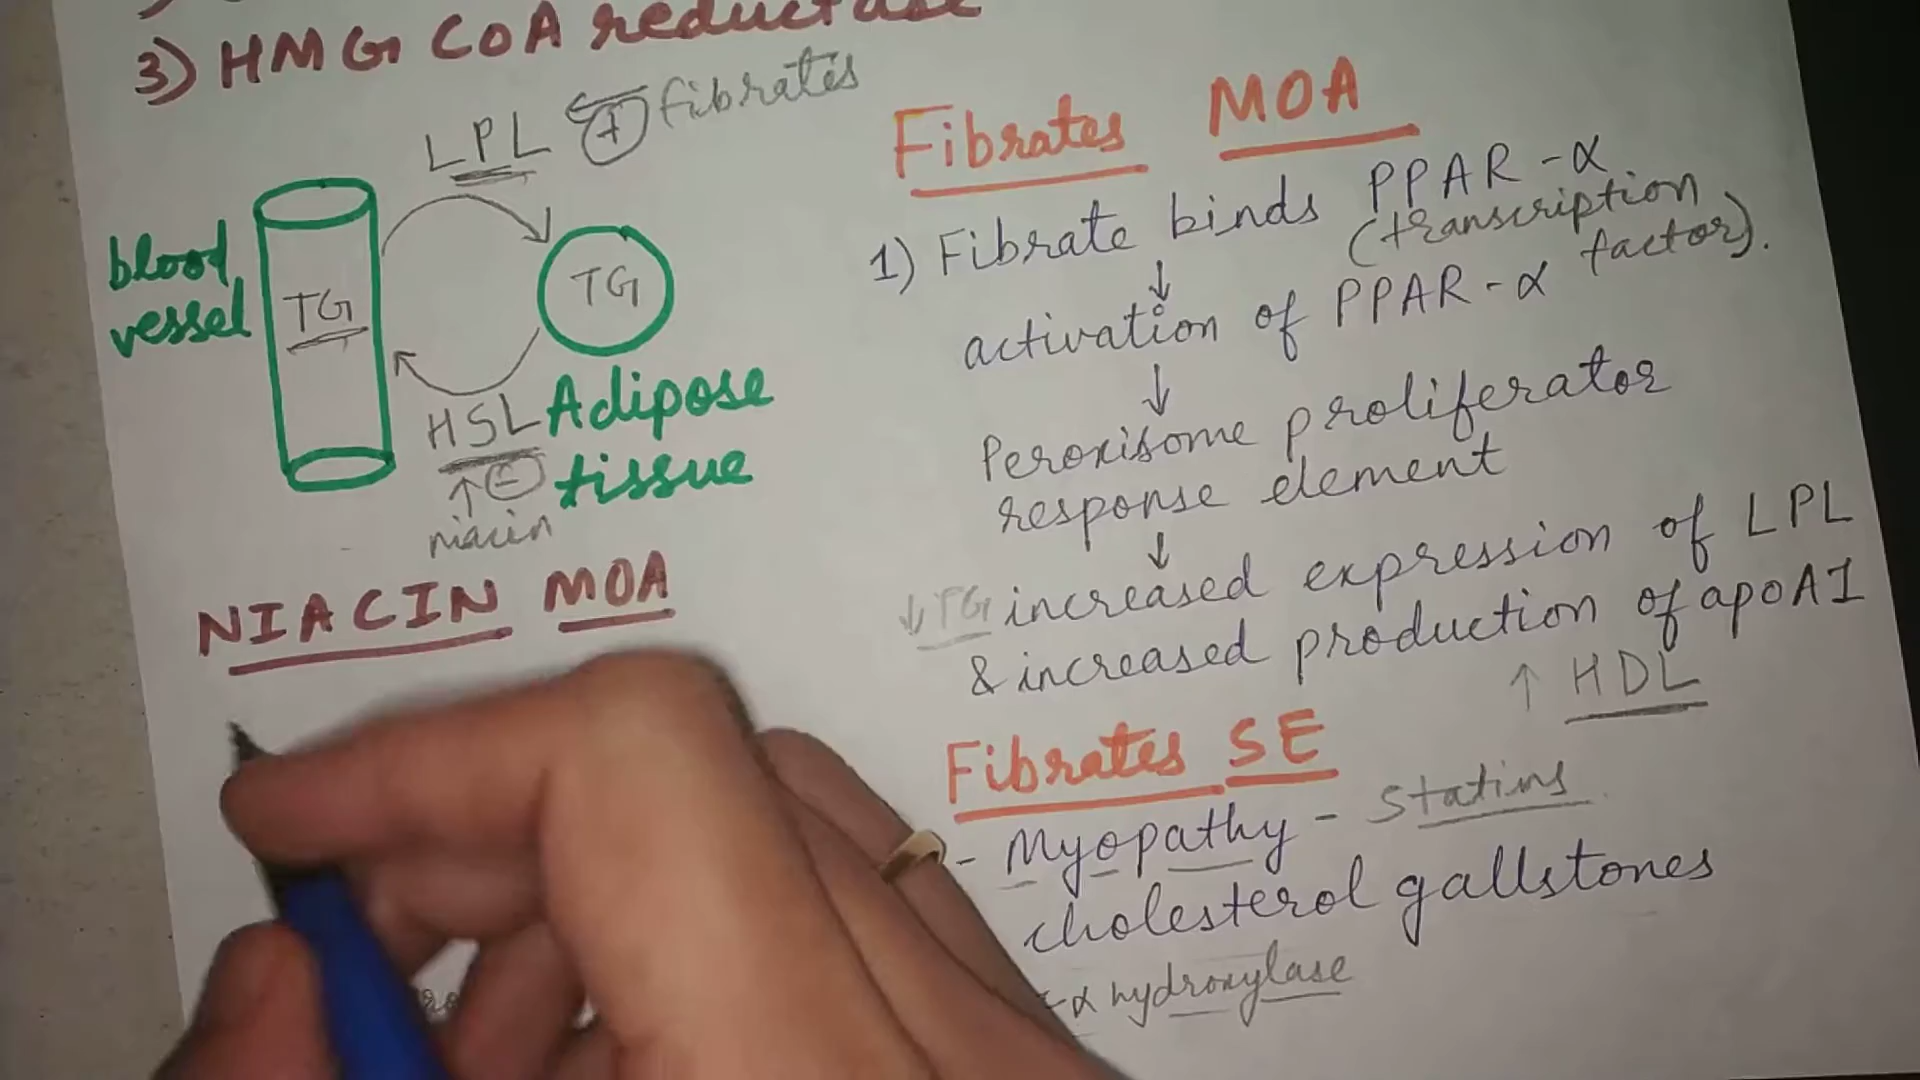 3) HMG COA reductase
LPL ← + fibrates
blood
vessel
TG
TG
HSL
Adipose
tissue
↑ -
niacin
NIACIN MOA
Fibrates MOA
1) Fibrate binds PPAR-α
(transcription
factor).
↓
activation of PPAR-α
↓
Peroxisome proliferator
response element
↓
↓TG increased expression of LPL
& increased production of apoA1
↑ HDL
Fibrates SE
- Myopathy - statins
cholesterol gallstones
α hydroxylase